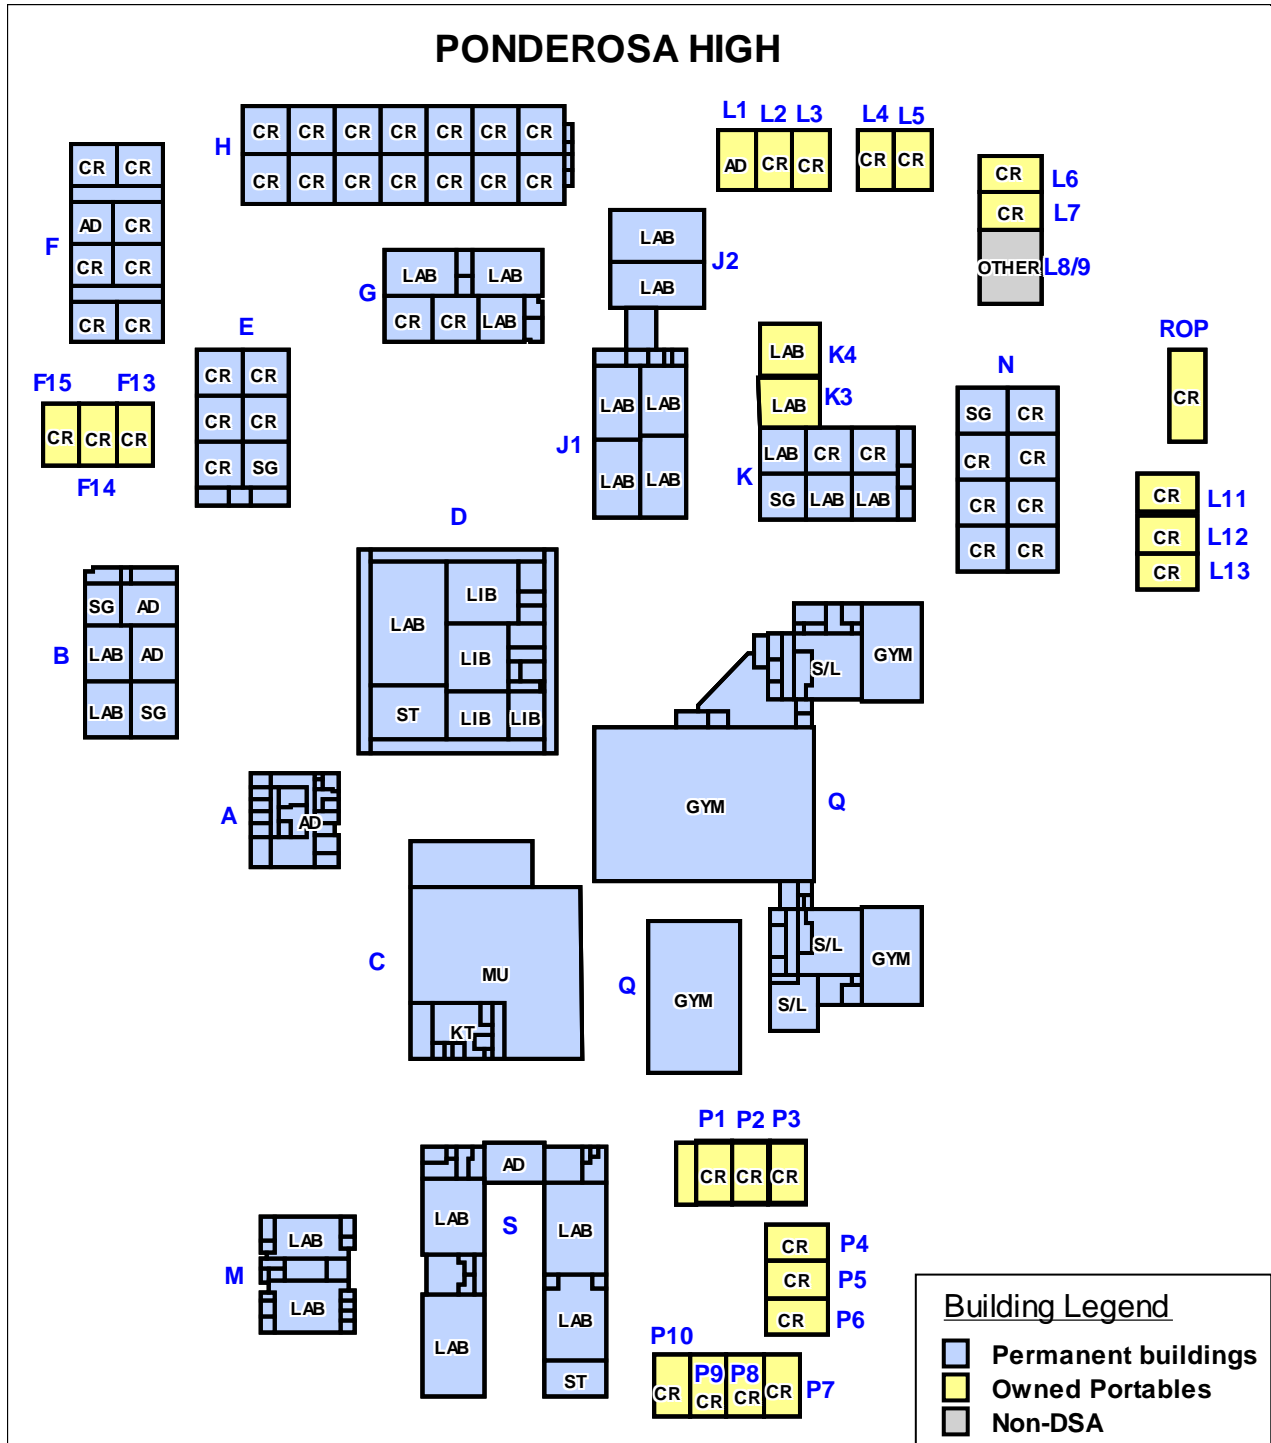 PONDEROSA HIGH
L1 L2 L3 L4 L5
H
CR CR CR CR CR CR CR
CR CR CR CR CR CR CR
AD CR CR
CR CR
CR L6
CR L7
OTHER L8/9
F
CR CR
AD CR
CR CR
CR CR
G
LAB LAB
CR CR LAB
LAB
LAB
J2
E
CR CR
CR CR
CR SG
F15 F13
CR CR CR
F14
J1
LAB LAB
LAB LAB
LAB K4
LAB K3
K
LAB CR CR
SG LAB LAB
N
SG CR
CR CR
CR CR
CR CR
ROP
CR
CR L11
CR L12
CR L13
D
LAB LIB
LIB
ST LIB LIB
B
SG AD
LAB AD
LAB SG
S/L GYM
GYM Q
A
AD
C
MU
KT
Q
GYM
S/L GYM
S/L
P1 P2 P3
CR CR CR
AD
S
LAB LAB
LAB LAB
ST
M
LAB
LAB
CR P4
CR P5
CR P6
P10
P9 P8
CR CR CR CR P7
Building Legend
Permanent buildings
Owned Portables
Non-DSA